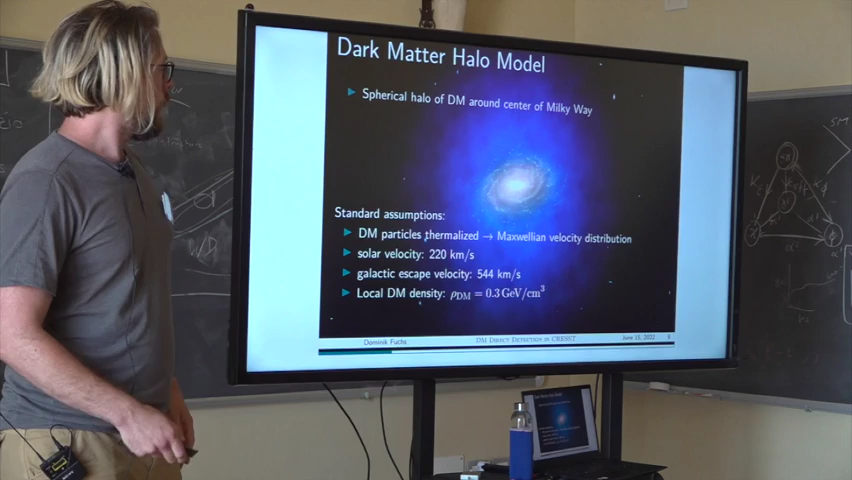 Dark Matter Halo Model
Spherical halo of DM around center of Milky Way
Standard assumptions:
DM particles thermalized → Maxwellian velocity distribution
solar velocity: 220 km/s
galactic escape velocity: 544 km/s
Local DM density: ρDM = 0.3 GeV/cm³
Dominik Fuchs
DM Direct Detection in CRESST
June 15, 2022
SM